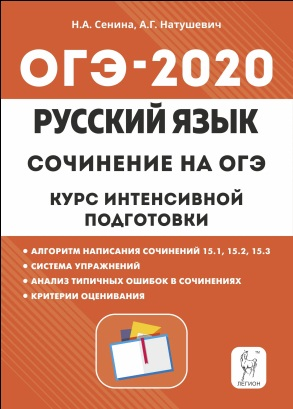 Н.А. Сенина, А.Г. Натушевич
ОГЭ-2020
РУССКИЙ ЯЗЫК
СОЧИНЕНИЕ НА ОГЭ
КУРС ИНТЕНСИВНОЙ
ПОДГОТОВКИ
• АЛГОРИТМ НАПИСАНИЯ СОЧИНЕНИЙ 15.1, 15.2, 15.3
• СИСТЕМА УПРАЖНЕНИЙ
• АНАЛИЗ ТИПИЧНЫХ ОШИБОК В СОЧИНЕНИЯХ
• КРИТЕРИИ ОЦЕНИВАНИЯ
ТМ
ЛЕГИОН